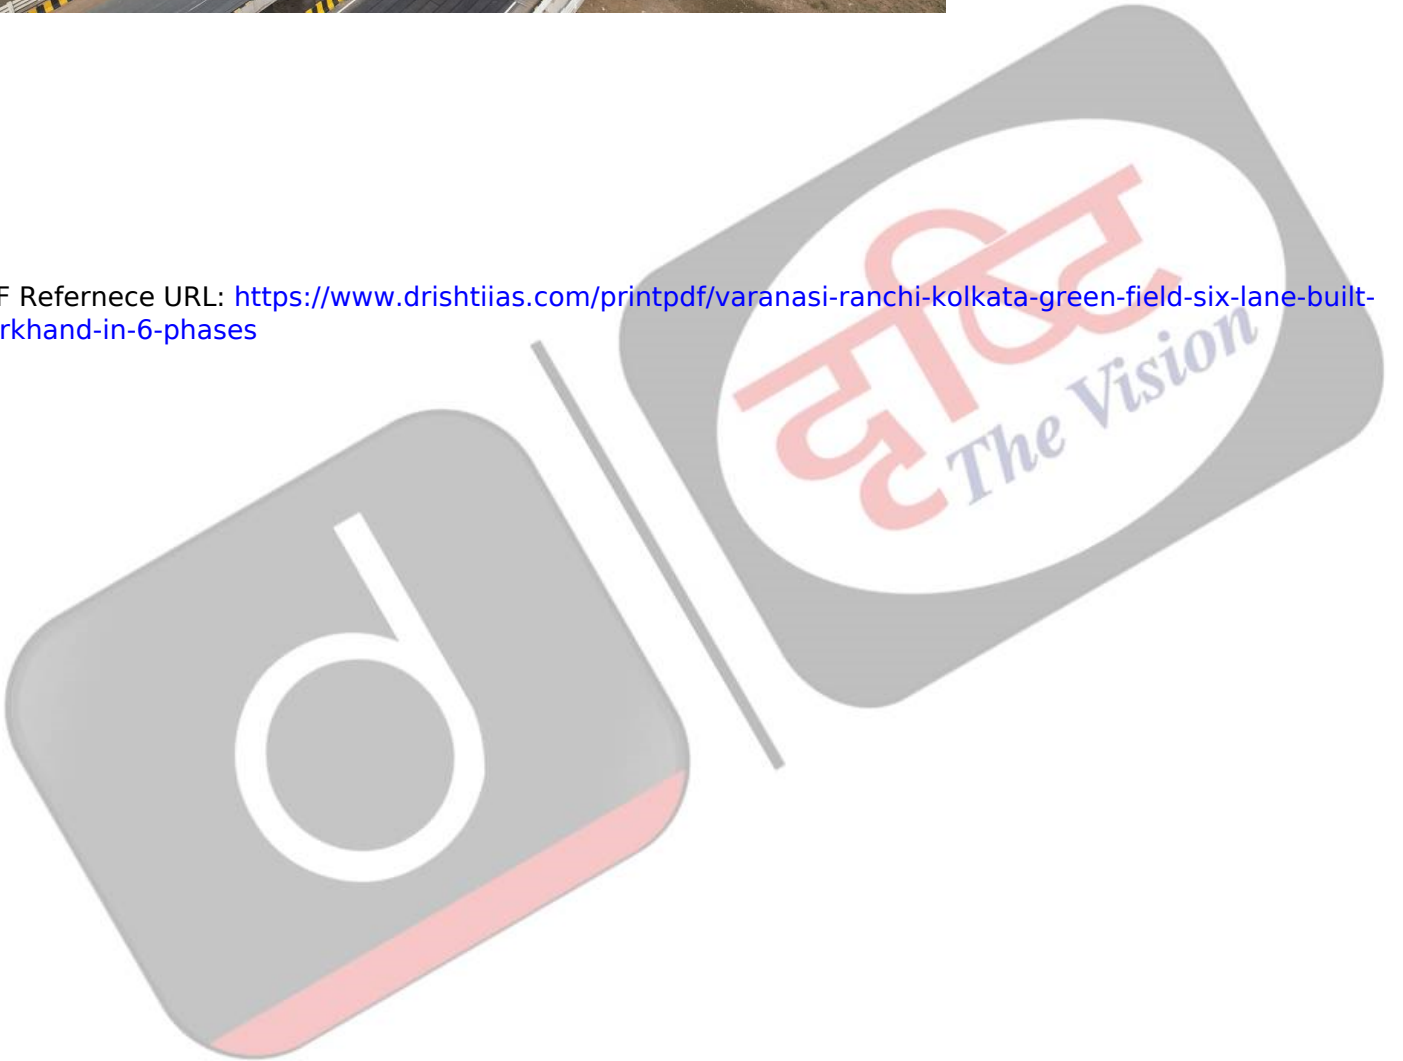 F Refernece URL: https://www.drishtiias.com/printpdf/varanasi-ranchi-kolkata-green-field-six-lane-built-
rkhand-in-6-phases
दृष्टि
The Vision
d